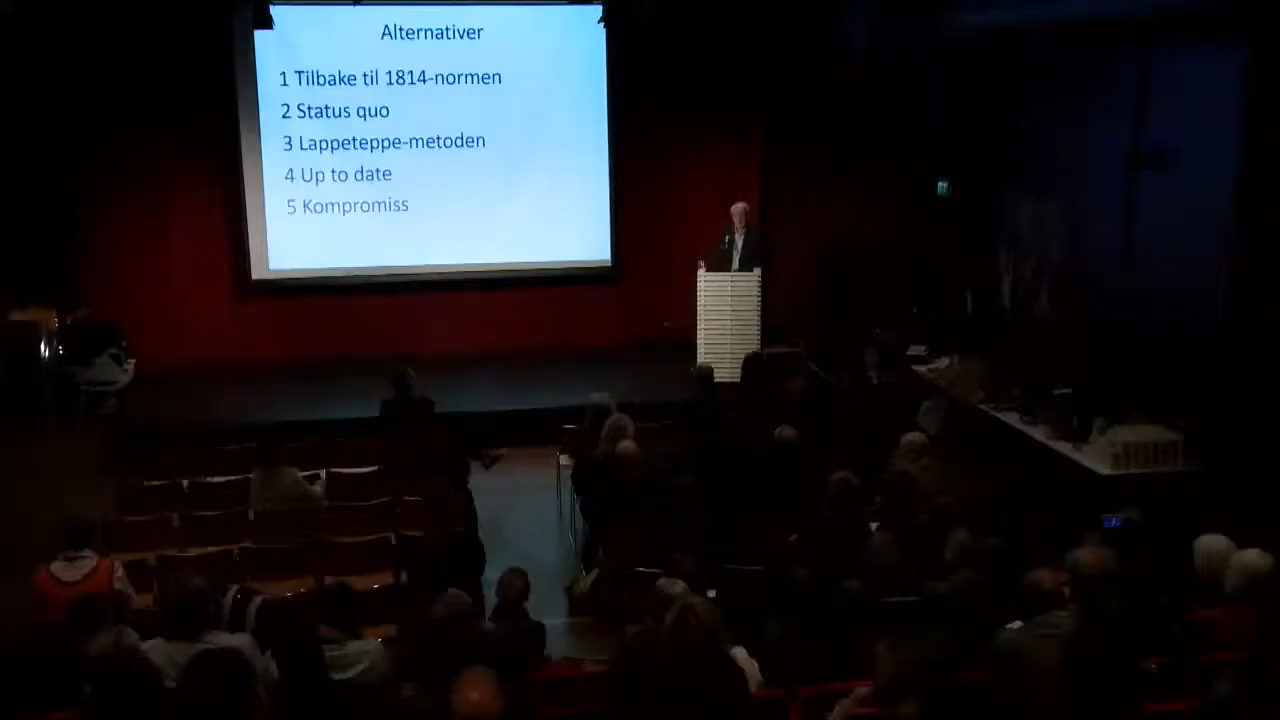 Alternativer
1 Tilbake til 1814-normen
2 Status quo
3 Lappeteppe-metoden
4 Up to date
5 Kompromiss